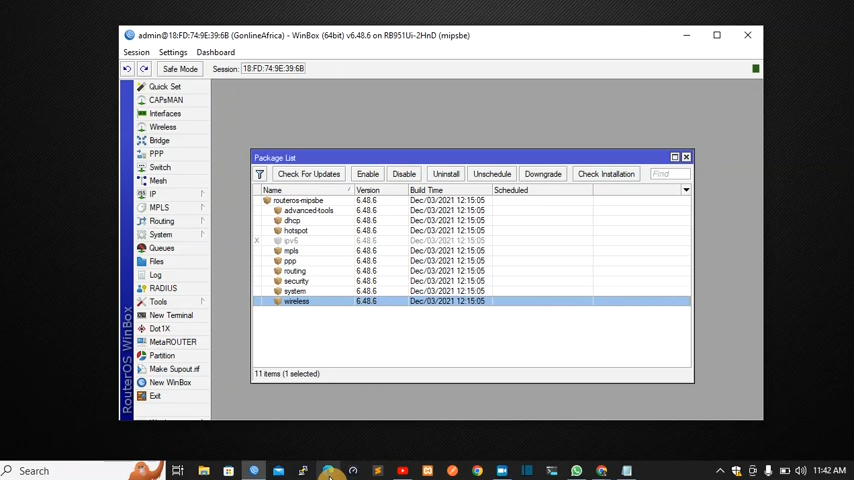 admin@18:FD:74:9E:39:6B (GonlineAfrica) - WinBox (64bit) v6.48.6 on RB951Ui-2HnD (mipsbe)
Session Settings Dashboard
Safe Mode Session: 18:FD:74:9E:39:6B
Quick Set
CAPsMAN
Interfaces
Wireless
Bridge
PPP
Switch
Mesh
IP
MPLS
Routing
System
Queues
Files
Log
RADIUS
Tools
New Terminal
Dot1X
MetaROUTER
Partition
Make Supout.rif
New WinBox
Exit
RouterOS WinBox
Package List
Check For Updates Enable Disable Uninstall Unschedule Downgrade Check Installation Find
Name Version Build Time Scheduled
routeros-mipsbe 6.48.6 Dec/03/2021 12:15:05
advanced-tools 6.48.6 Dec/03/2021 12:15:05
dhcp 6.48.6 Dec/03/2021 12:15:05
hotspot 6.48.6 Dec/03/2021 12:15:05
X ipv6 6.48.6 Dec/03/2021 12:15:05
mpls 6.48.6 Dec/03/2021 12:15:05
ppp 6.48.6 Dec/03/2021 12:15:05
routing 6.48.6 Dec/03/2021 12:15:05
security 6.48.6 Dec/03/2021 12:15:05
system 6.48.6 Dec/03/2021 12:15:05
wireless 6.48.6 Dec/03/2021 12:15:05
11 items (1 selected)
Search
11:42 AM